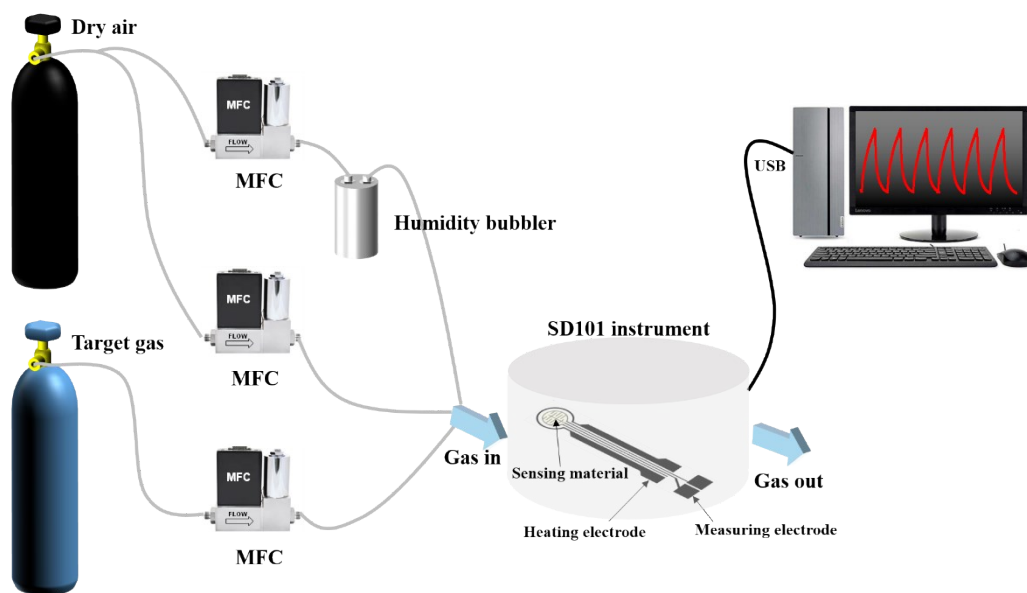 Dry air
MFC
FLOW
MFC
Humidity bubbler
USB
MFC
FLOW
MFC
Target gas
SD101 instrument
MFC
FLOW
MFC
Gas in
Sensing material
Gas out
Heating electrode
Measuring electrode